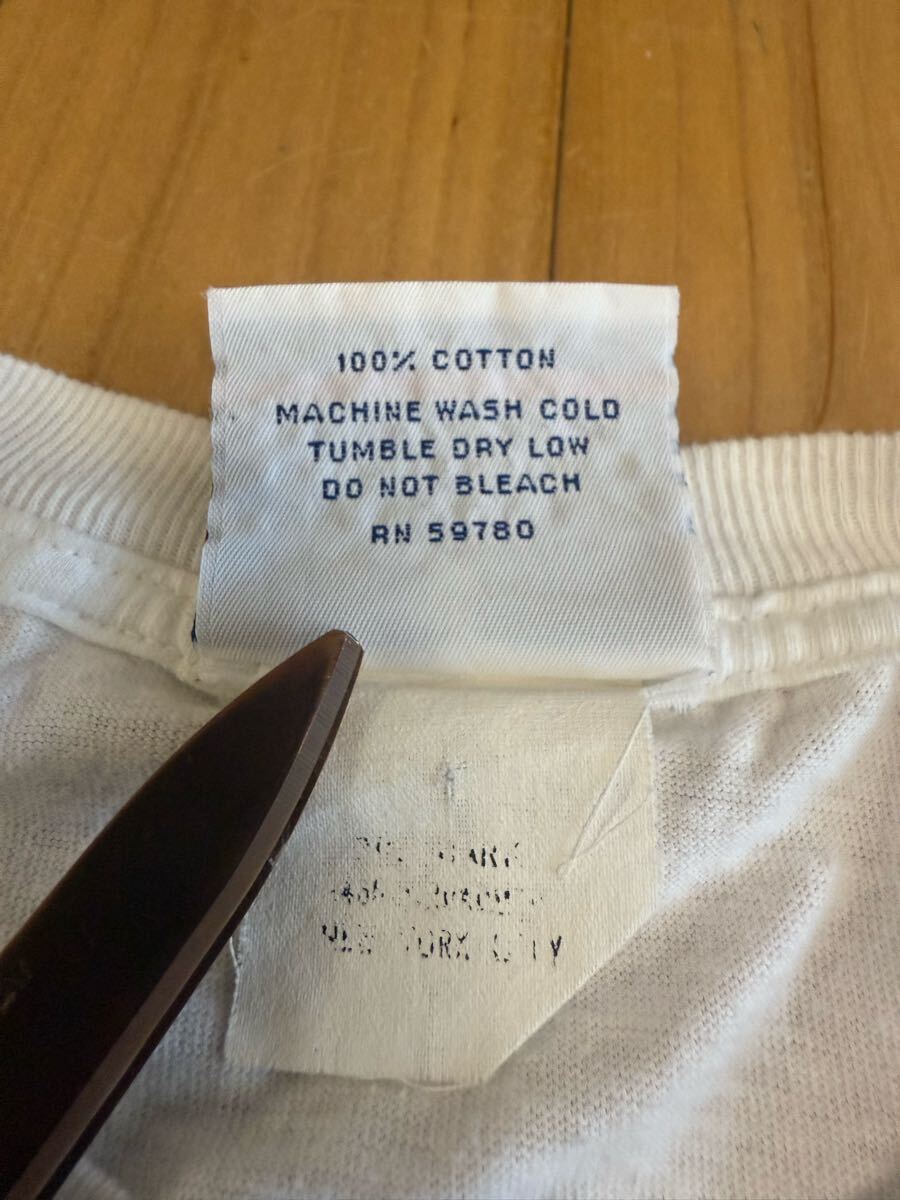 100% COTTON
MACHINE WASH COLD
TUMBLE DRY LOW
DO NOT BLEACH
RN 59780
NEW YORK CITY